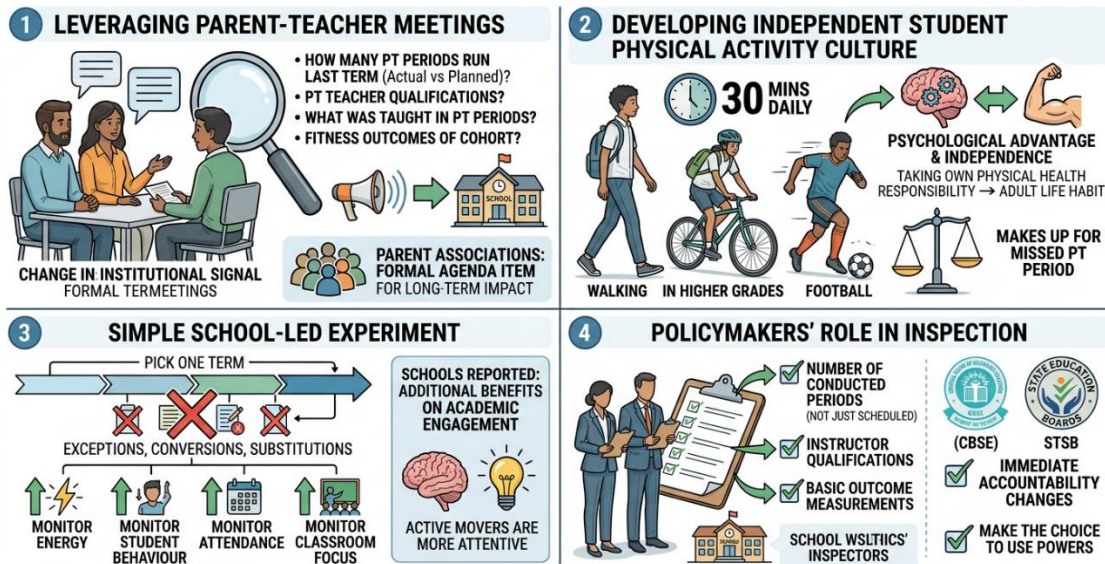 1 LEVERAGING PARENT-TEACHER MEETINGS
• HOW MANY PT PERIODS RUN
LAST TERM (Actual vs Planned)?
• PT TEACHER QUALIFICATIONS?
• WHAT WAS TAUGHT IN PT PERIODS?
• FITNESS OUTCOMES OF COHORT?
SCHOOL
CHANGE IN: INSTITUTIONAL SIGNAL
FORMAL TERMEETINGS
PARENT ASSOCIATIONS:
FORMAL AGENDA ITEM
FOR LONG-TERM IMPACT
2 DEVELOPING INDEPENDENT STUDENT
PHYSICAL ACTIVITY CULTURE
30 MINS
DAILY
PSYCHOLOGICAL ADVANTAGE
& INDEPENDENCE
TAKING OWN PHYSICAL HEALTH
RESPONSIBILITY → ADULT LIFE HABIT
MAKES UP FOR
MISSED PT
PERIOD
WALKING
IN HIGHER GRADES
FOOTBALL
3 SIMPLE SCHOOL-LED EXPERIMENT
PICK ONE TERM
EXCEPTIONS, CONVERSIONS, SUBSTITUTIONS
MONITOR
ENERGY
MONITOR
STUDENT
BEHAVIOUR
MONITOR
ATTENDANCE
MONITOR
CLASSROOM
FOCUS
SCHOOLS REPORTED:
ADDITIONAL BENEFITS
ON ACADEMIC
ENGAGEMENT
ACTIVE MOVERS ARE
MORE ATTENTIVE
4 POLICYMAKERS' ROLE IN INSPECTION
NUMBER OF
CONDUCTED
PERIODS
(NOT JUST SCHEDULED)
INSTRUCTOR
QUALIFICATIONS
BASIC OUTCOME
MEASUREMENTS
SCHOOL WSLTIICS'
INSPECTORS
STATE EDUCATION
BOARDS
(CBSE)
STSB
IMMEDIATE
ACCOUNTABILITY
CHANGES
MAKE THE CHOICE
TO USE POWERS